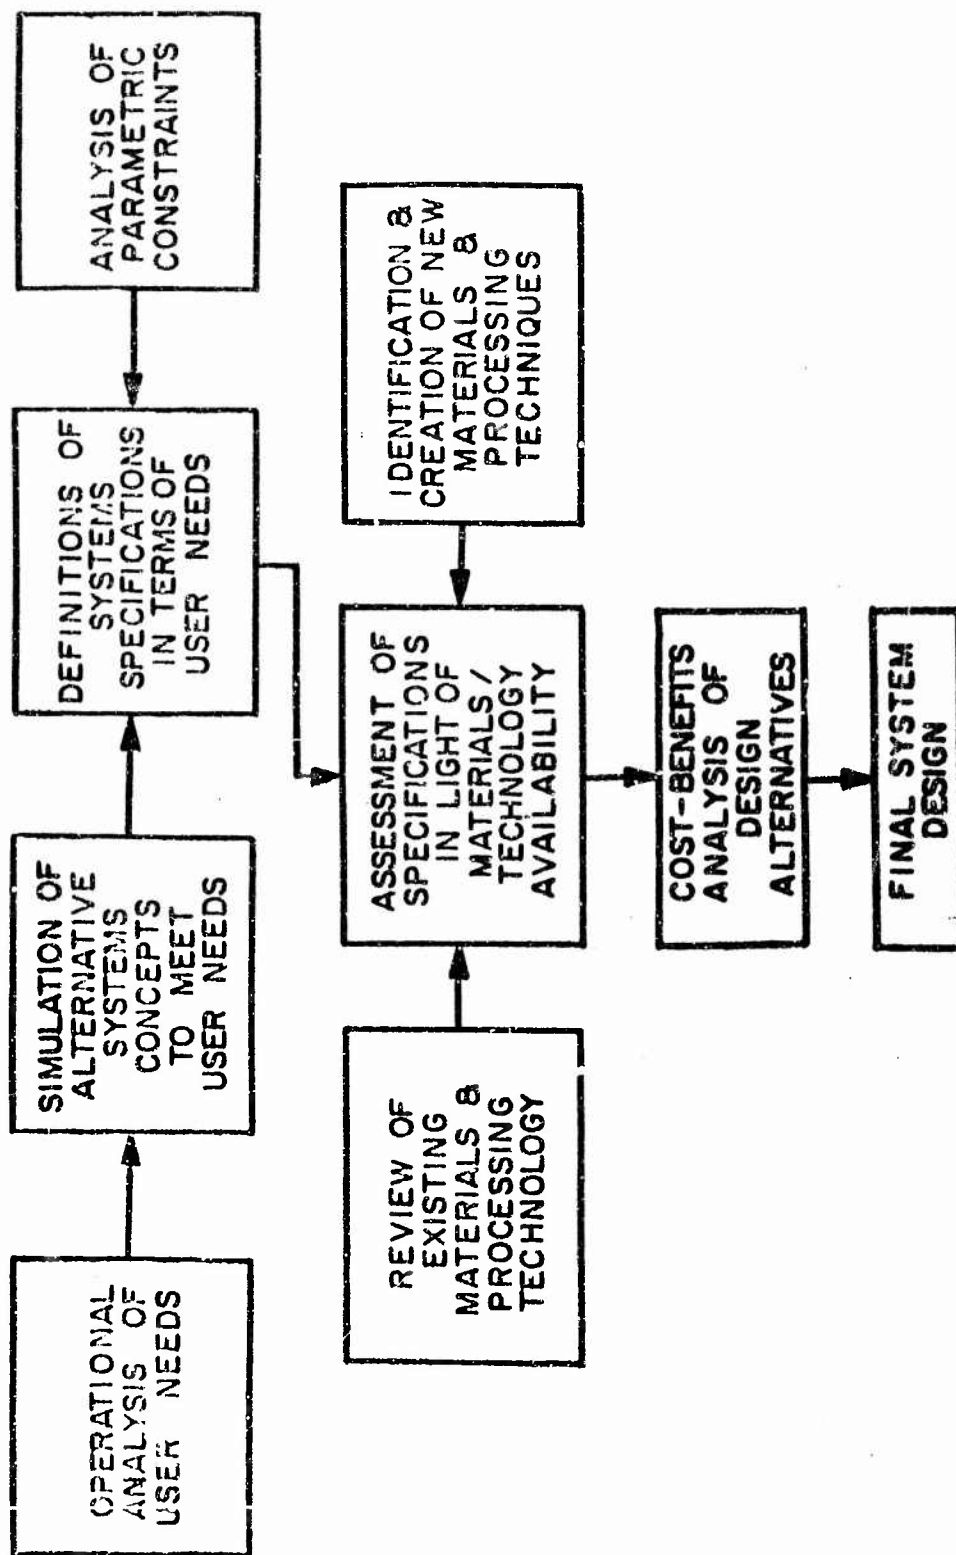 OPERATIONAL
ANALYSIS OF
USER NEEDS
SIMULATION OF
ALTERNATIVE
SYSTEMS
CONCEPTS
TO MEET
USER NEEDS
DEFINITIONS OF
SYSTEMS
SPECIFICATIONS
IN TERMS OF
USER NEEDS
ANALYSIS OF
PARAMETRIC
CONSTRAINTS
REVIEW OF
EXISTING
MATERIALS &
PROCESSING
TECHNOLOGY
ASSESSMENT OF
SPECIFICATIONS
IN LIGHT OF
MATERIALS/
TECHNOLOGY
AVAILABILITY
IDENTIFICATION &
CREATION OF NEW
MATERIALS &
PROCESSING
TECHNIQUES
COST-BENEFITS
ANALYSIS OF
DESIGN
ALTERNATIVES
FINAL SYSTEM
DESIGN